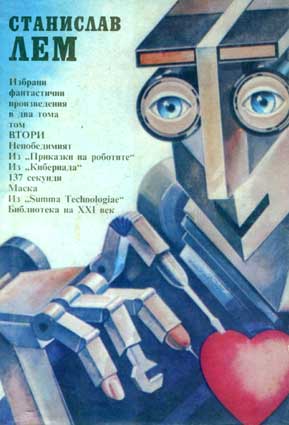 СТАНИСЛАВ
ЛЕМ
Избрани
фантастични
произведения
в два тома
том
ВТОРИ
Непобедимият
Из „Приказки на роботите“
Из „Кибериада“
137 секунди
Маска
Из „Summa Technologiae“
Библиотека на XXI век